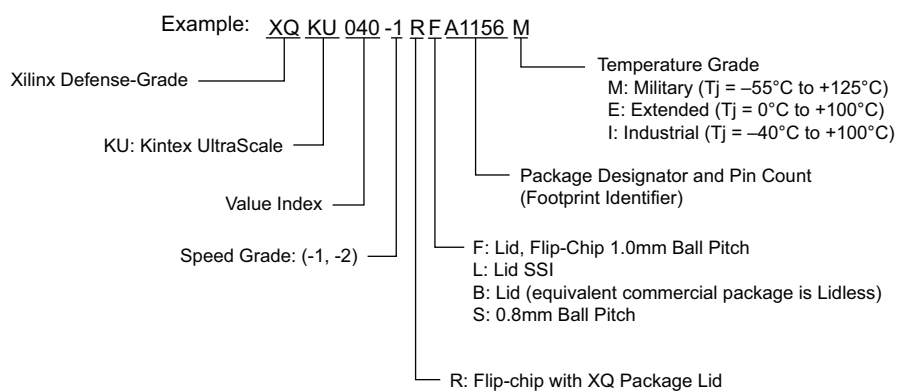 Example: XQ KU 040 -1 R F A1156 M
Xilinx Defense-Grade
Temperature Grade
M: Military (Tj = –55°C to +125°C)
E: Extended (Tj = 0°C to +100°C)
I: Industrial (Tj = –40°C to +100°C)
KU: Kintex UltraScale
Package Designator and Pin Count
(Footprint Identifier)
Value Index
Speed Grade: (-1, -2)
F: Lid, Flip-Chip 1.0mm Ball Pitch
L: Lid SSI
B: Lid (equivalent commercial package is Lidless)
S: 0.8mm Ball Pitch
R: Flip-chip with XQ Package Lid